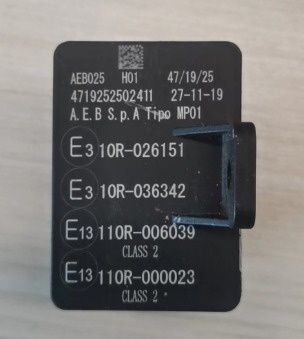 AEB025 H01 47/19/25
4719252502411 27-11-19
A.E.B S.p.A Tipo MP01
E3 10R-026151
E3 10R-036342
E13 110R-006039
CLASS 2
E13 110R-000023
CLASS 2